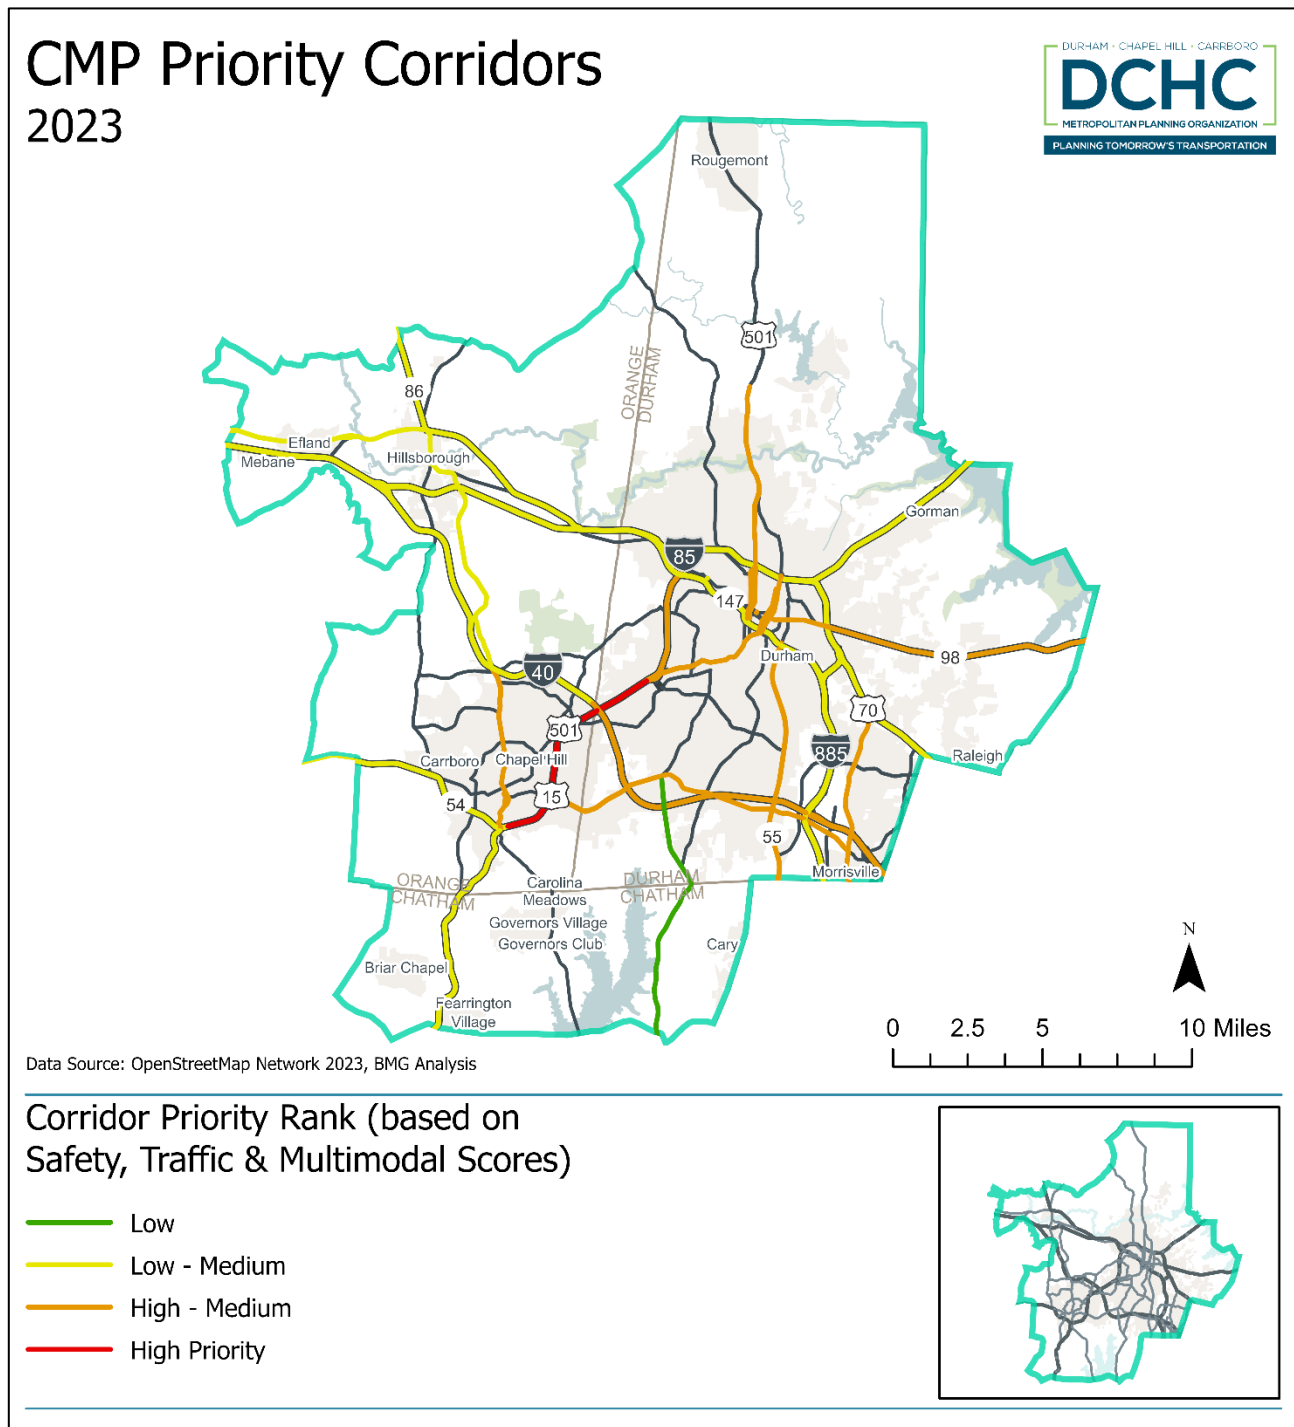 CMP Priority Corridors
2023
DURHAM · CHAPEL HILL · CARRBORO
DCHC
METROPOLITAN PLANNING ORGANIZATION
PLANNING TOMORROW'S TRANSPORTATION
Rougemont
501
ORANGE
DURHAM
86
Efland
Mebane
Hillsborough
Gorman
85
147
98
Durham
40
70
501
885
Raleigh
Carrboro
Chapel Hill
15
54
55
Morrisville
ORANGE
CHATHAM
DURHAM
CHATHAM
Carolina
Meadows
Governors Village
Governors Club
Cary
Briar Chapel
Fearrington
Village
N
0 2.5 5 10 Miles
Data Source: OpenStreetMap Network 2023, BMG Analysis
Corridor Priority Rank (based on
Safety, Traffic & Multimodal Scores)
Low
Low - Medium
High - Medium
High Priority